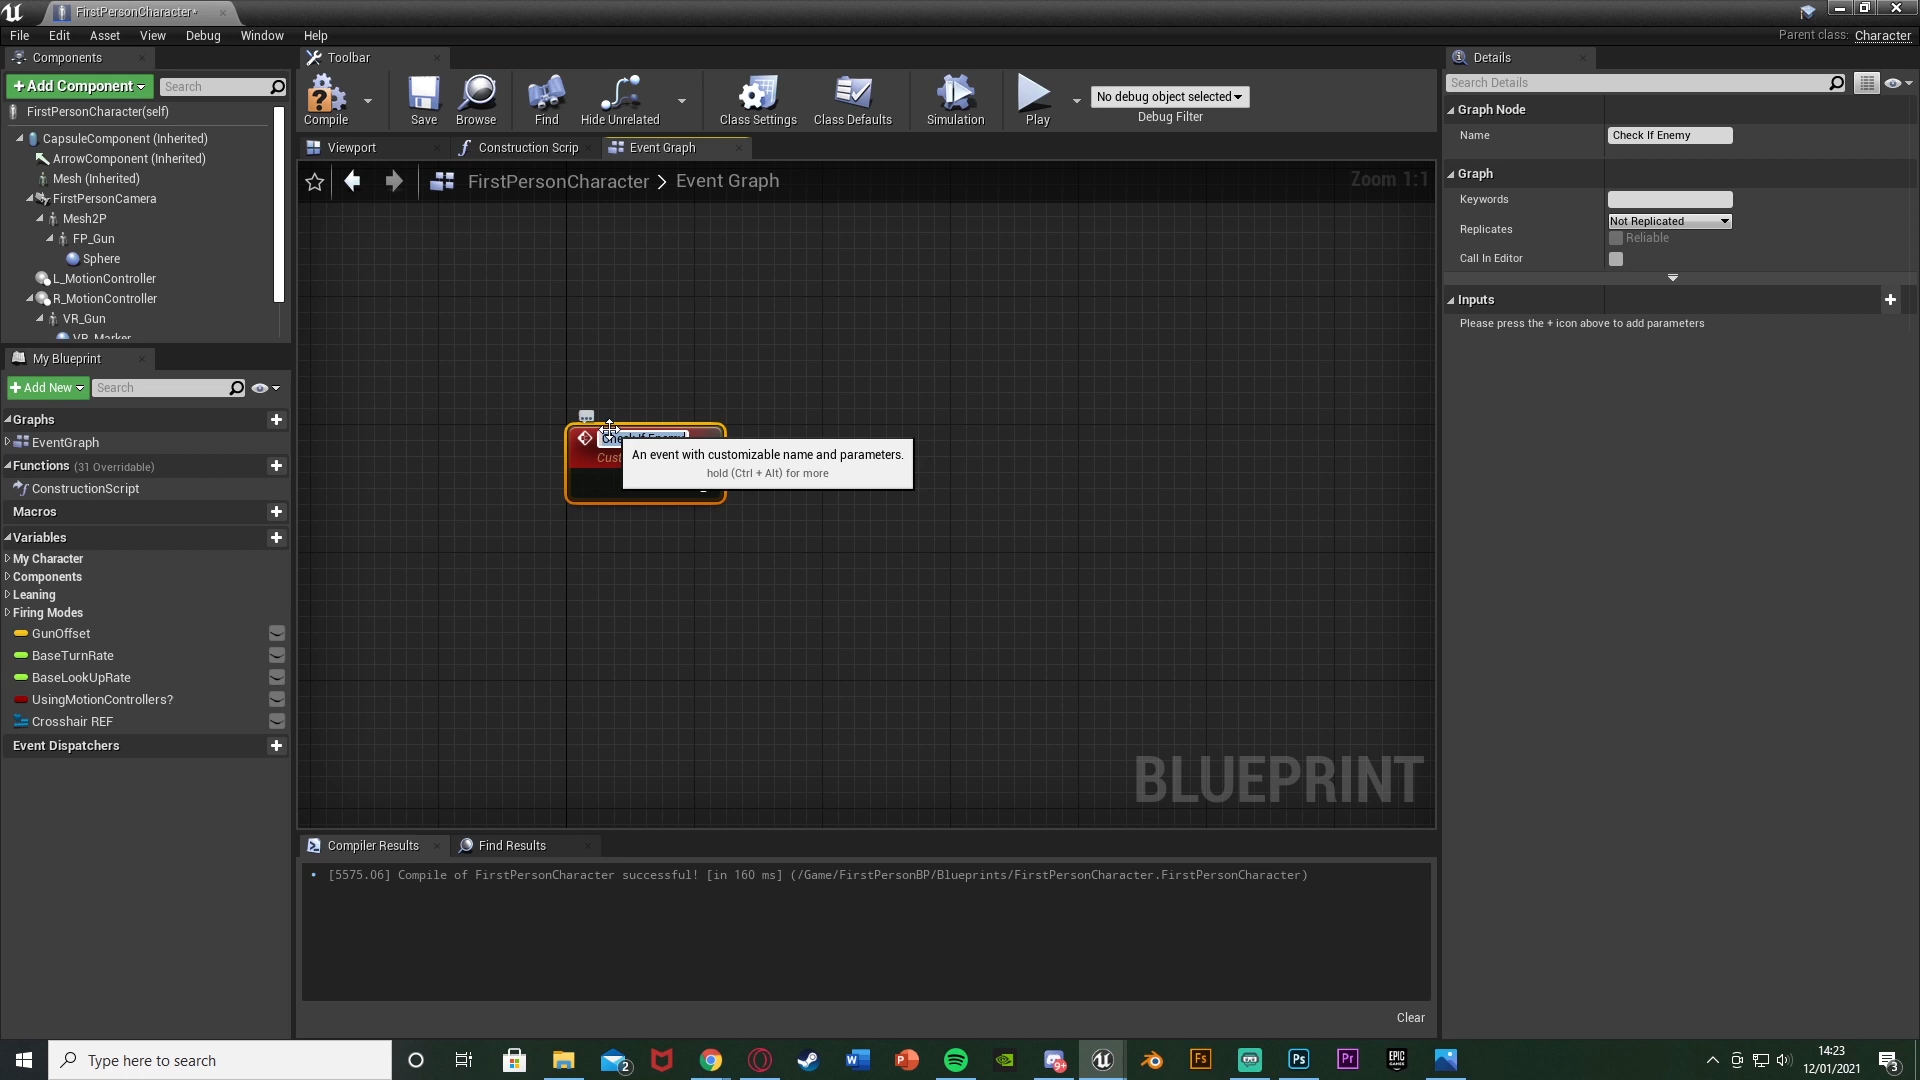 FirstPersonCharacter*
File Edit Asset View Debug Window Help
Parent class: Character
Components
+ Add Component
Search
FirstPersonCharacter(self)
CapsuleComponent (Inherited)
ArrowComponent (Inherited)
Mesh (Inherited)
FirstPersonCamera
Mesh2P
FP_Gun
Sphere
L_MotionController
R_MotionController
VR_Gun
VR_Marker
My Blueprint
+ Add New
Search
Graphs
EventGraph
Functions (31 Overridable)
ConstructionScript
Macros
Variables
My Character
Components
Leaning
Firing Modes
GunOffset
BaseTurnRate
BaseLookUpRate
UsingMotionControllers?
Crosshair REF
Event Dispatchers
Toolbar
Compile
Save
Browse
Find
Hide Unrelated
Class Settings
Class Defaults
Simulation
Play
No debug object selected
Debug Filter
Viewport
Construction Scrip
Event Graph
FirstPersonCharacter > Event Graph
Zoom 1:1
Check If Enemy
Cust
An event with customizable name and parameters.
hold (Ctrl + Alt) for more
BLUEPRINT
Compiler Results
Find Results
[5575.06] Compile of FirstPersonCharacter successful! [in 160 ms] (/Game/FirstPersonBP/Blueprints/FirstPersonCharacter.FirstPersonCharacter)
Clear
Details
Search Details
Graph Node
Name
Check If Enemy
Graph
Keywords
Replicates
Not Replicated
Reliable
Call In Editor
Inputs
Please press the + icon above to add parameters
Type here to search
14:23
12/01/2021